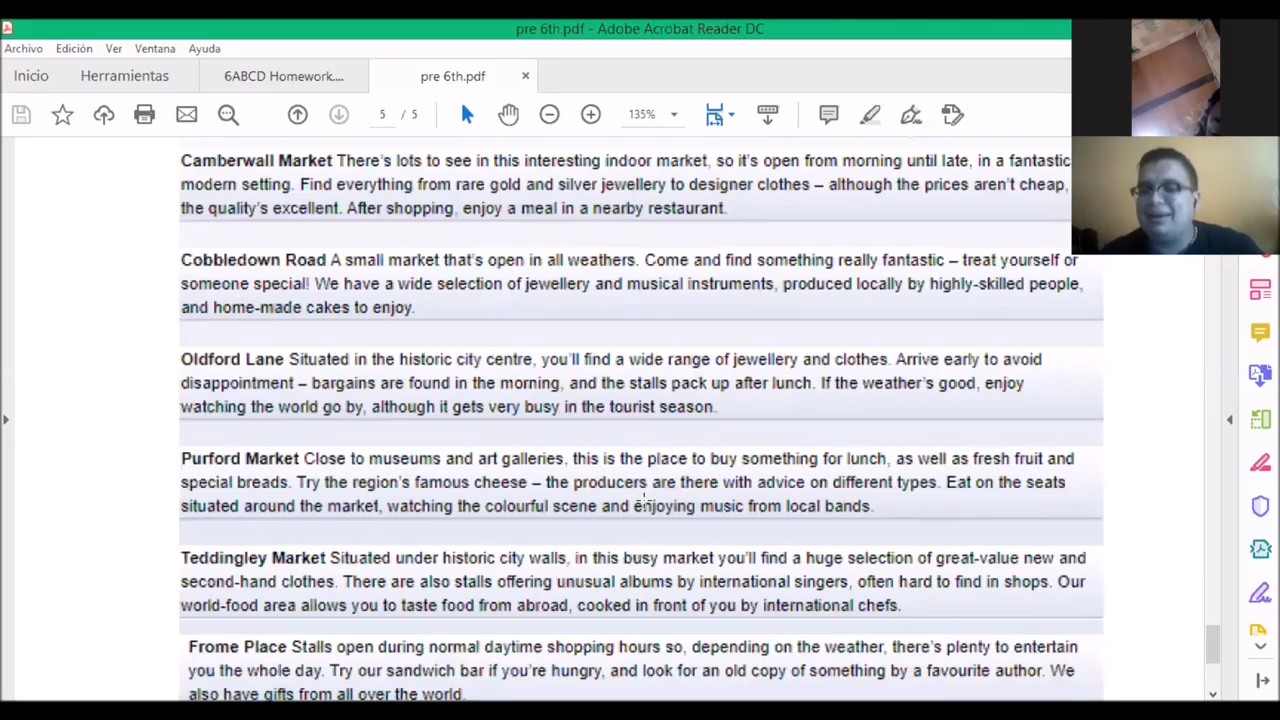 pre 6th.pdf - Adobe Acrobat Reader DC
Archivo Edición Ver Ventana Ayuda
Inicio Herramientas 6ABCD Homework.... pre 6th.pdf ×
5 / 5 135%
Camberwall Market There's lots to see in this interesting indoor market, so it's open from morning until late, in a fantastic
modern setting. Find everything from rare gold and silver jewellery to designer clothes – although the prices aren't cheap,
the quality's excellent. After shopping, enjoy a meal in a nearby restaurant.
Cobbledown Road A small market that's open in all weathers. Come and find something really fantastic – treat yourself or
someone special! We have a wide selection of jewellery and musical instruments, produced locally by highly-skilled people,
and home-made cakes to enjoy.
Oldford Lane Situated in the historic city centre, you'll find a wide range of jewellery and clothes. Arrive early to avoid
disappointment – bargains are found in the morning, and the stalls pack up after lunch. If the weather's good, enjoy
watching the world go by, although it gets very busy in the tourist season.
Purford Market Close to museums and art galleries, this is the place to buy something for lunch, as well as fresh fruit and
special breads. Try the region's famous cheese – the producers are there with advice on different types. Eat on the seats
situated around the market, watching the colourful scene and enjoying music from local bands.
Teddingley Market Situated under historic city walls, in this busy market you'll find a huge selection of great-value new and
second-hand clothes. There are also stalls offering unusual albums by international singers, often hard to find in shops. Our
world-food area allows you to taste food from abroad, cooked in front of you by international chefs.
Frome Place Stalls open during normal daytime shopping hours so, depending on the weather, there's plenty to entertain
you the whole day. Try our sandwich bar if you're hungry, and look for an old copy of something by a favourite author. We
also have gifts from all over the world.